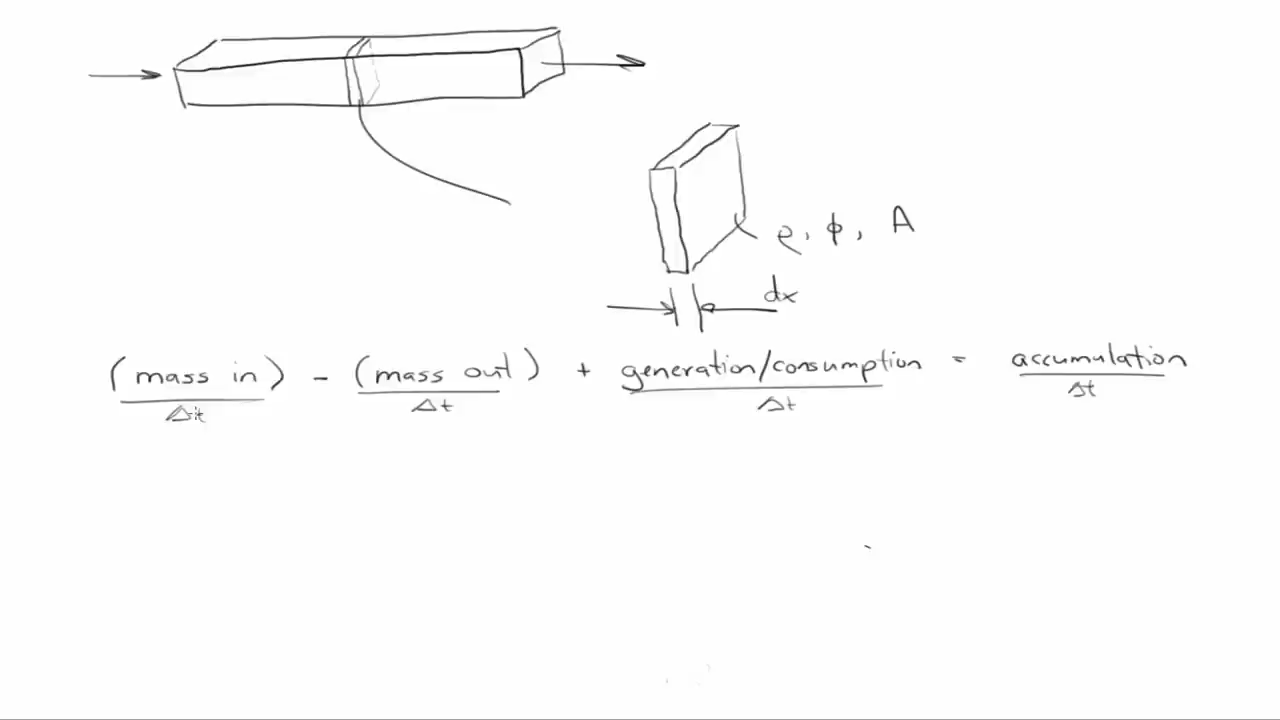 ρ, φ, A
dx
(mass in)/Δt - (mass out)/Δt + generation/consumption/Δt = accumulation/Δt